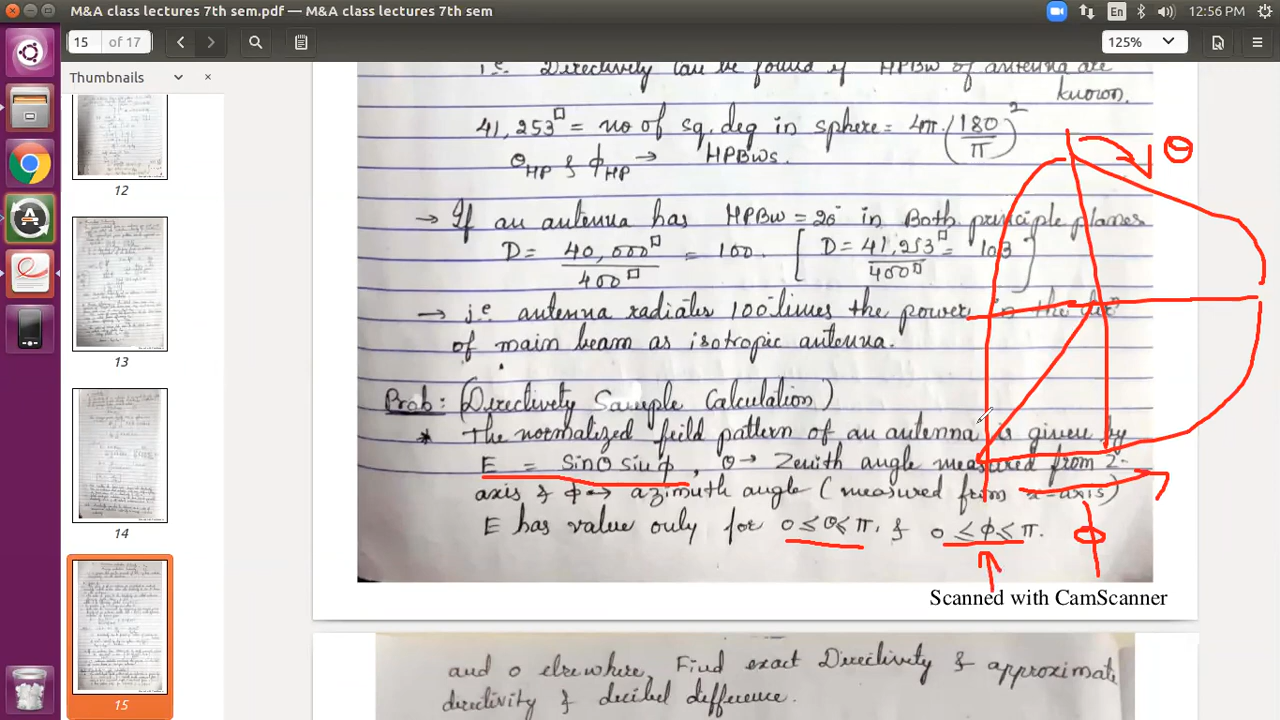 M&A class lectures 7th sem.pdf — M&A class lectures 7th sem
En
12:56 PM
15 of 17
125%
Thumbnails
12
13
14
15
i.e. Directivity can be found if HPBW of antenna are
known.
41,253□ = no of sq. deg in sphere = 4π.(180/π)²
θHP & ϕHP → HPBWs.
→ If an antenna has HPBW = 20° in Both principle planes
D = 40,000□/400□ = 100. [D = 41,253□/400□ = 103]
→ i.e antenna radiates 100 times the power in the dirn
of main beam as isotropic antenna.
θ
Prob: (Directivity Sample Calculation)
* The normalized feild pattern of an antenna is given by
E = Sinθ sinϕ, θ → Zenith angle measured from z-
axis & ϕ → azimuth angle (measured from x-axis)
E has value only for 0≤θ≤π, & 0≤ϕ≤π.
ϕ
Scanned with CamScanner
and 0 elsewhere, Find exact Directivity & approximate
directivity & decibel difference.